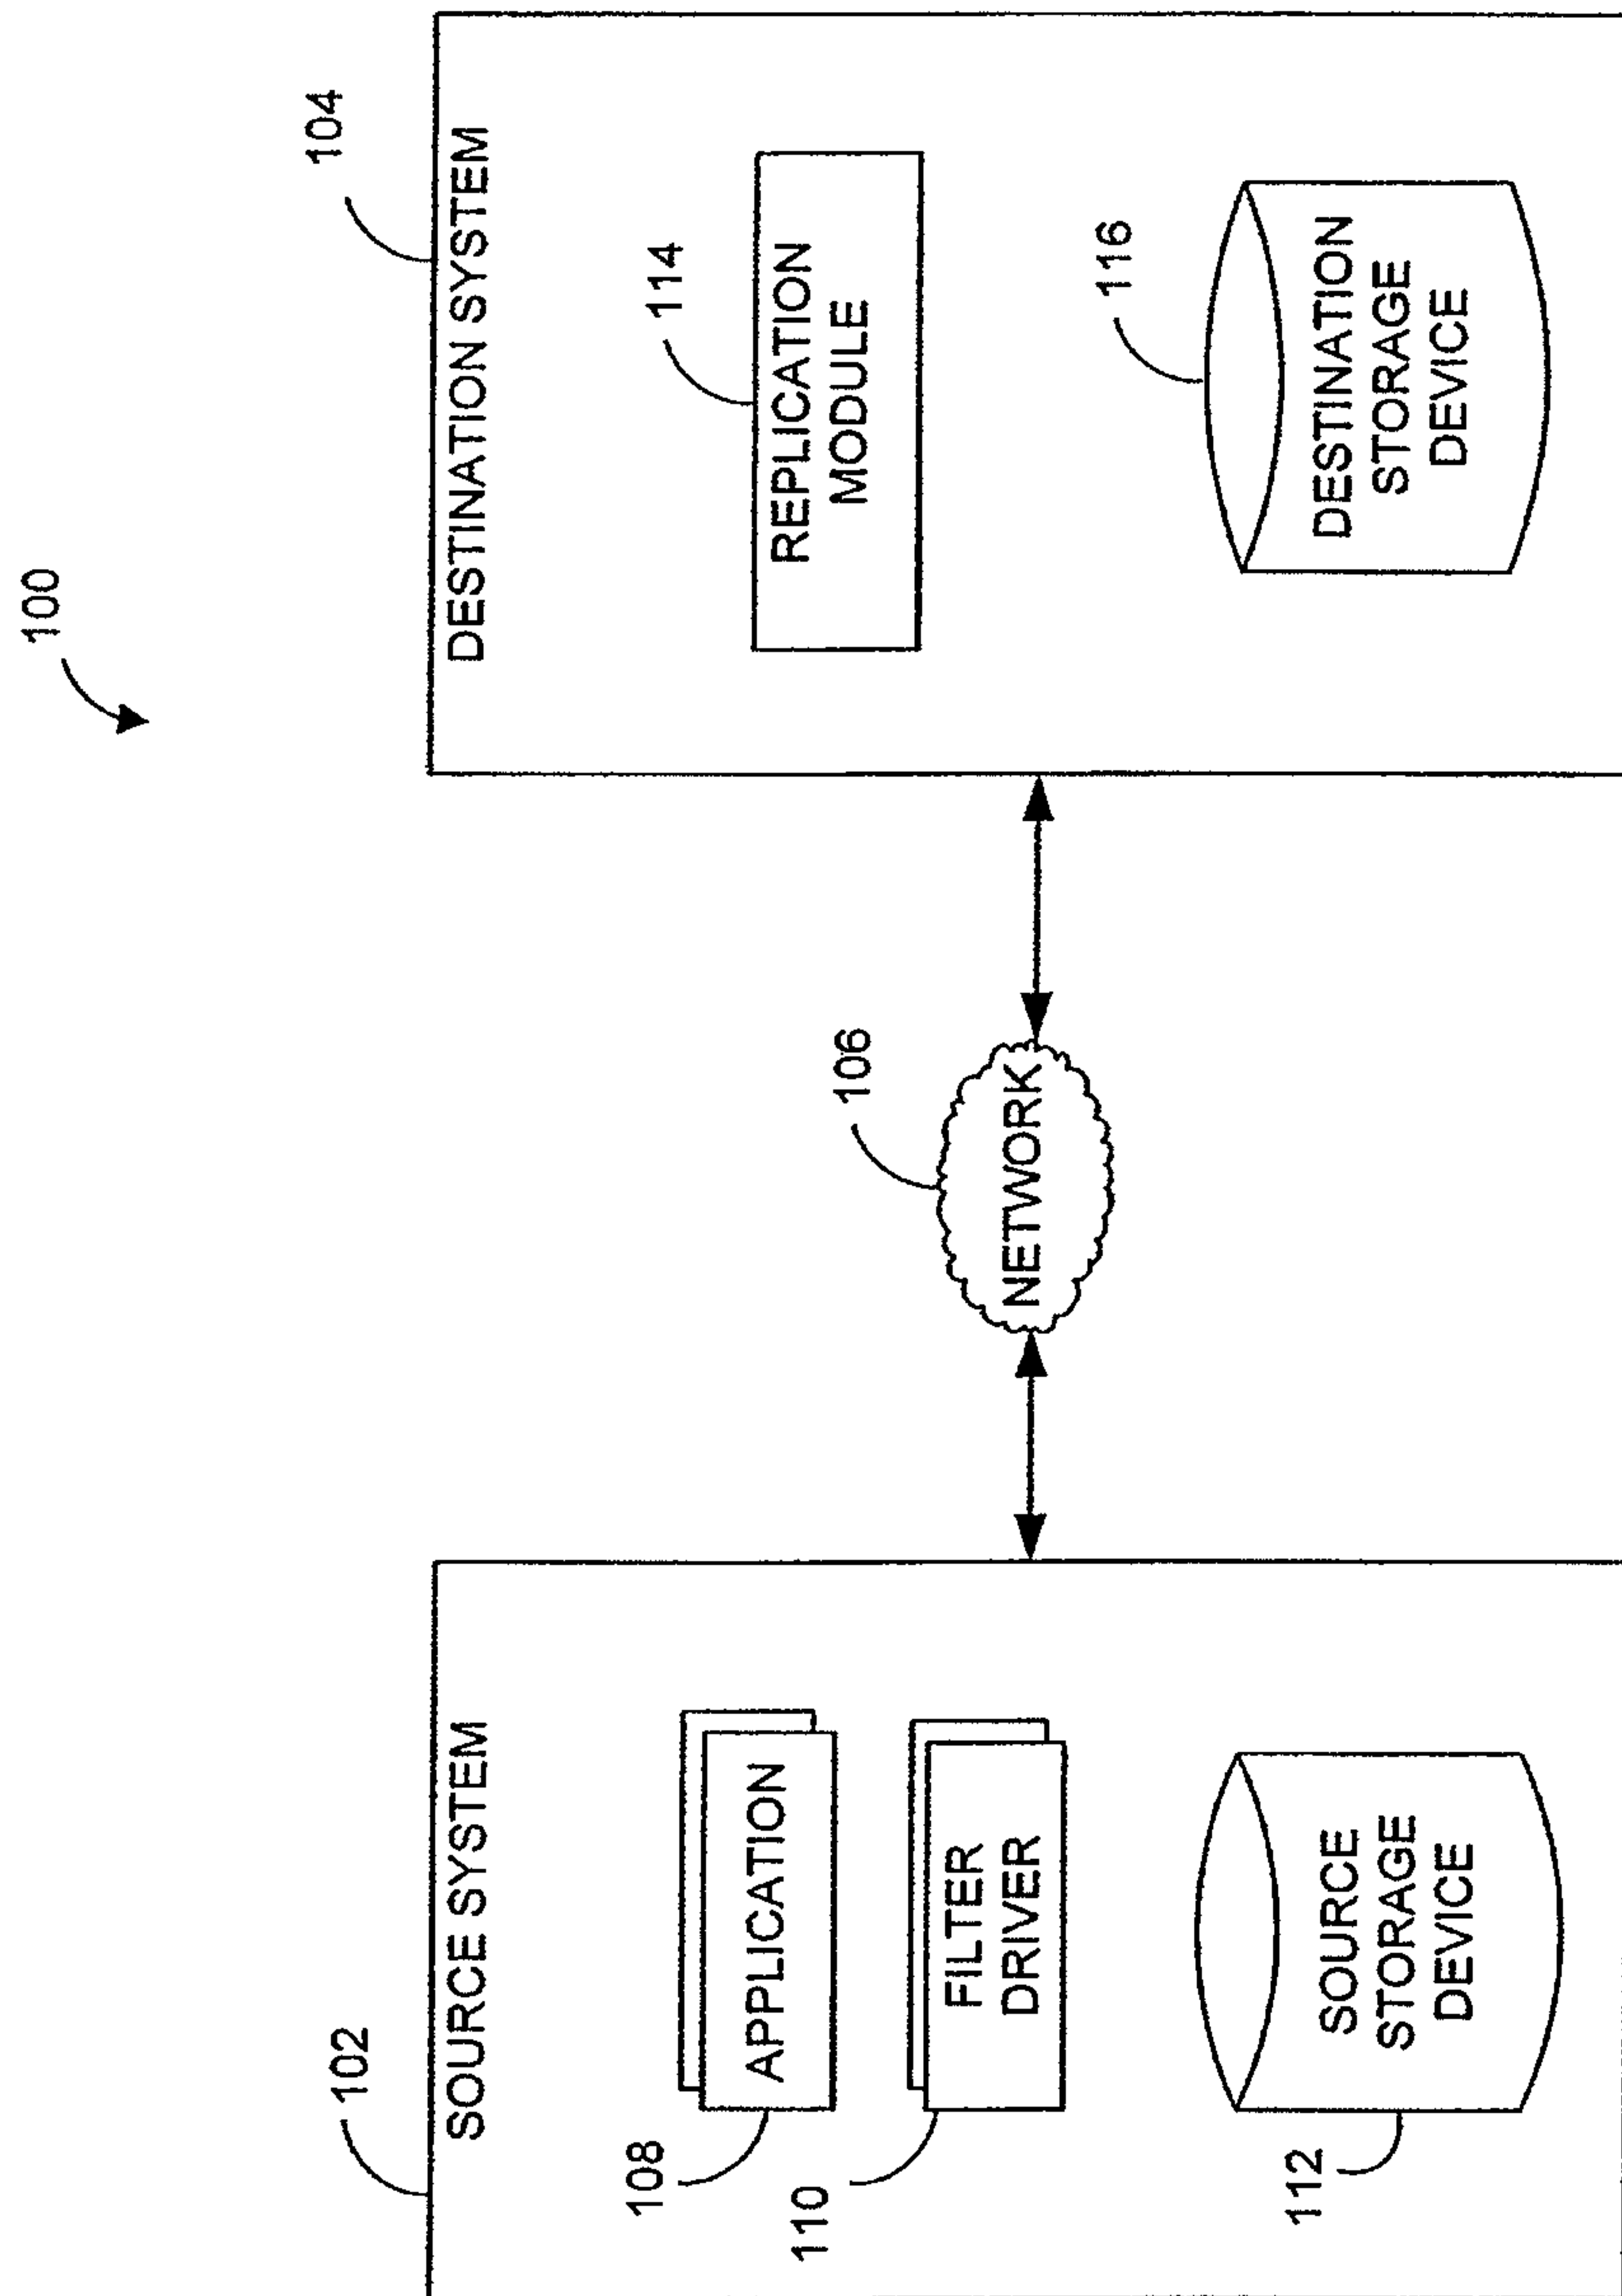 100
102
SOURCE SYSTEM
108
APPLICATION
110
FILTER
DRIVER
112
SOURCE
STORAGE
DEVICE
106
NETWORK
104
DESTINATION SYSTEM
114
REPLICATION
MODULE
116
DESTINATION
STORAGE
DEVICE